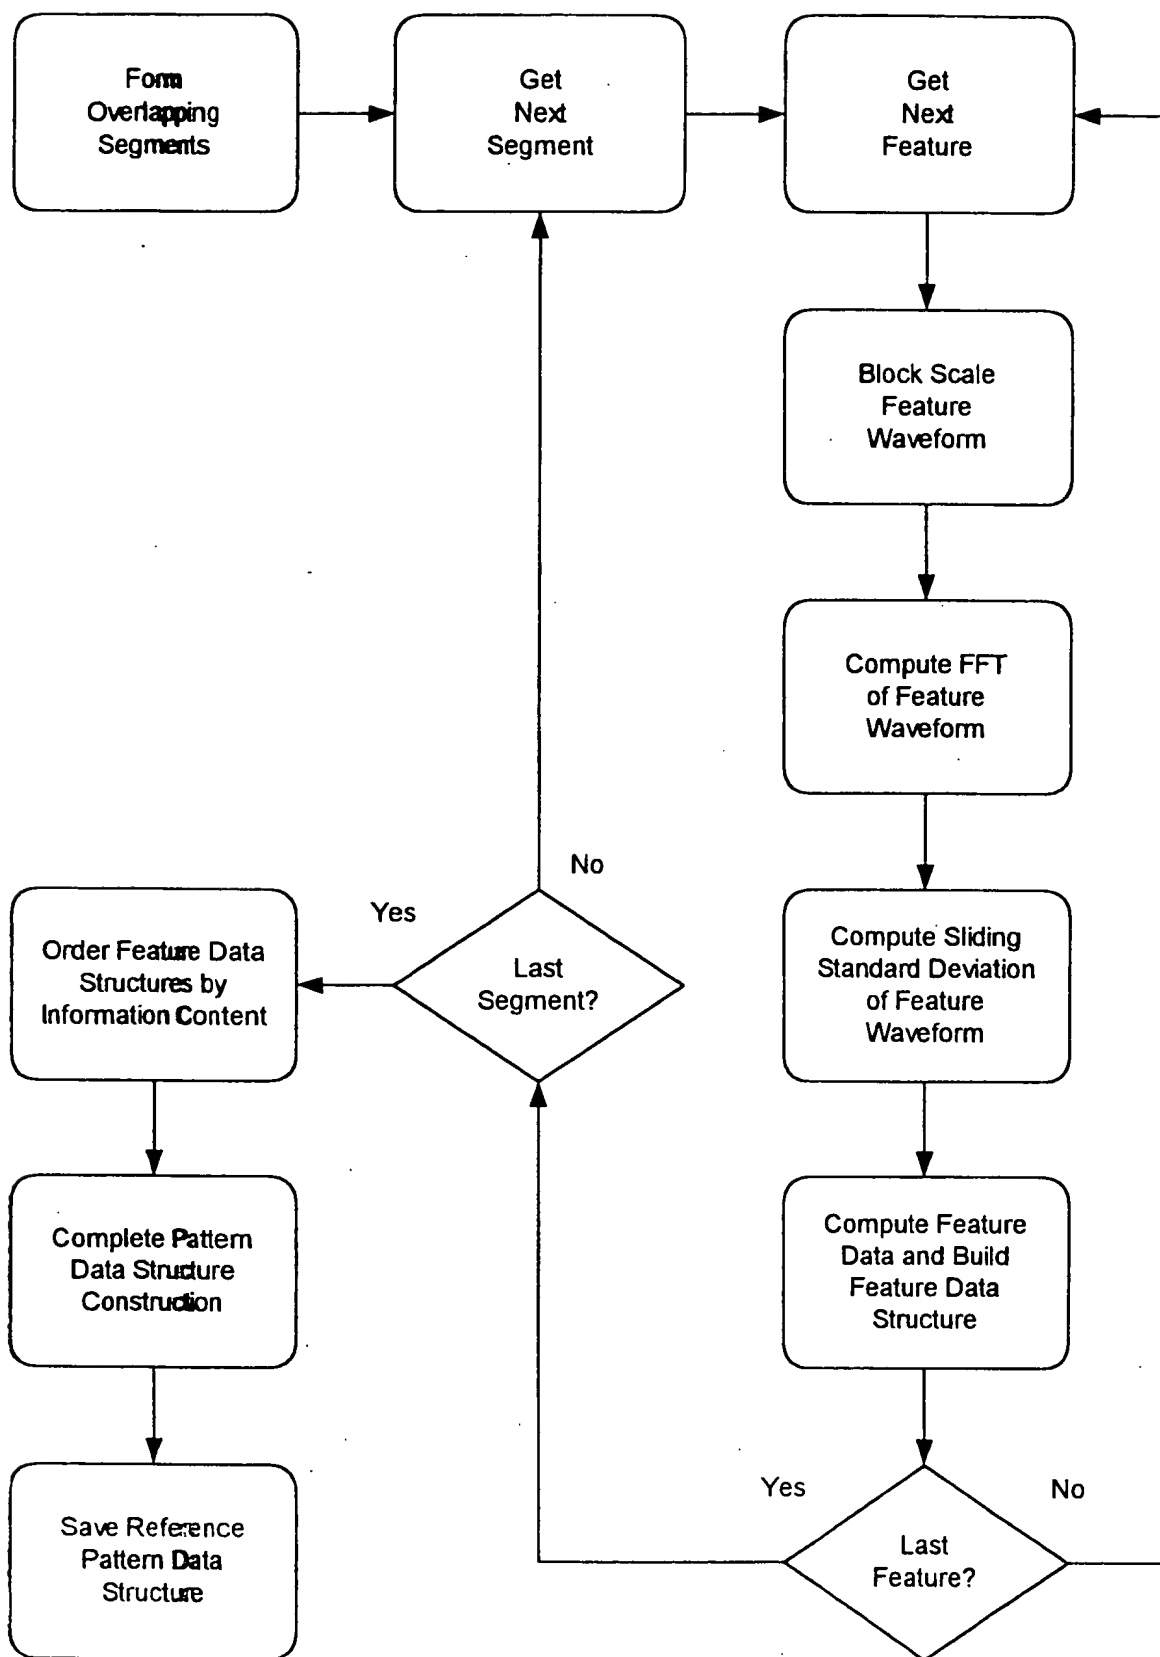 Form
Overlapping
Segments
Get
Next
Segment
Get
Next
Feature
Block Scale
Feature
Waveform
Compute FFT
of Feature
Waveform
Compute Sliding
Standard Deviation
of Feature
Waveform
Compute Feature
Data and Build
Feature Data
Structure
Last
Feature?
Yes
No
Last
Segment?
No
Yes
Order Feature Data
Structures by
Information Content
Complete Pattern
Data Structure
Construction
Save Reference
Pattern Data
Structure